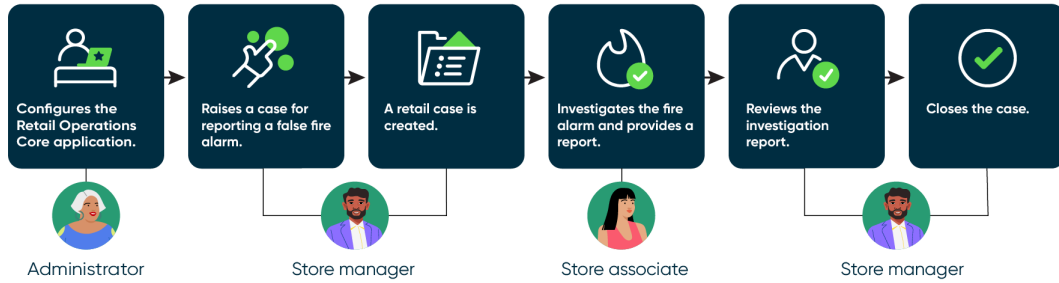 Configures the
Retail Operations
Core application.
Raises a case for
reporting a false fire
alarm.
A retail case is
created.
Investigates the fire
alarm and provides a
report.
Reviews the
investigation
report.
Closes the case.
Administrator
Store manager
Store associate
Store manager